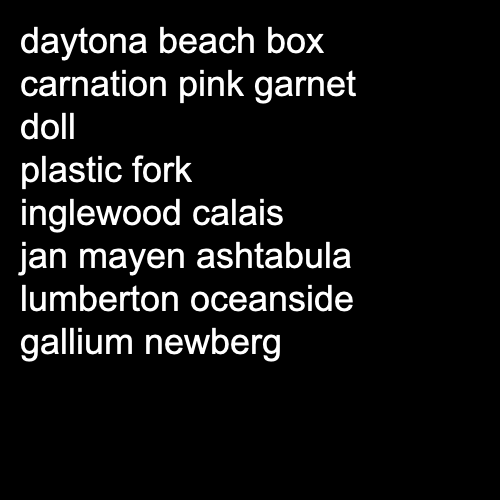 daytona beach box
carnation pink garnet
doll
plastic fork
inglewood calais
jan mayen ashtabula
lumberton oceanside
gallium newberg